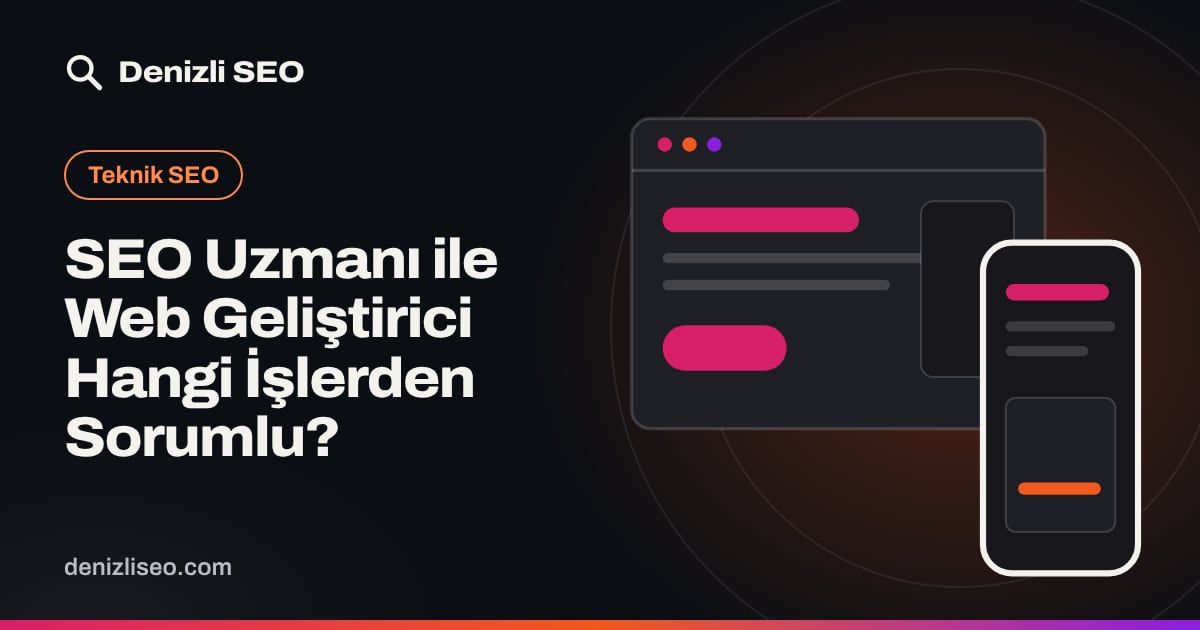 Denizli SEO
Teknik SEO
SEO Uzmanı ile
Web Geliştirici
Hangi İşlerden
Sorumlu?
denizliseo.com